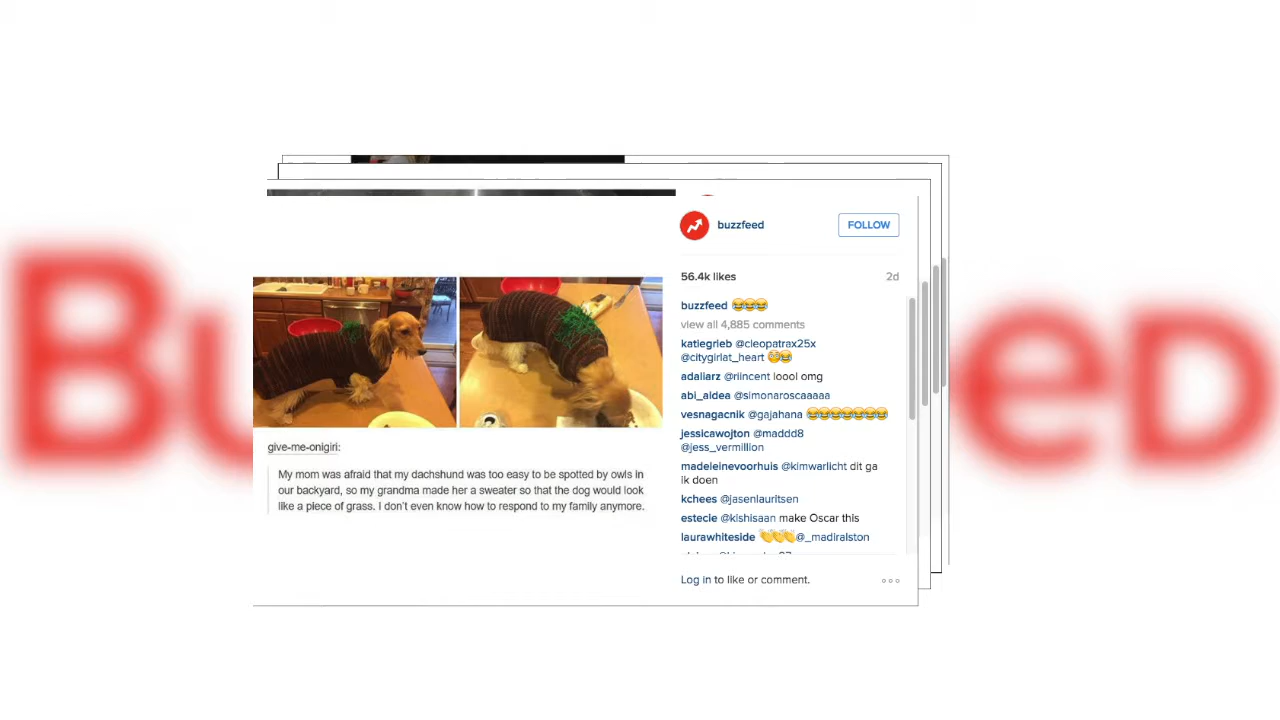 buzzfeed
FOLLOW
56.4k likes
2d
buzzfeed 😂😂😂
view all 4,885 comments
katiegrieb @cleopatrax25x
@citygirlat_heart 😳😂
adaliarz @riincent loool omg
abi_aldea @simonaroscaaaaa
vesnagacnik @gajahana 😂😂😂😂😂😂😂
jessicawojton @maddd8
@jess_vermillion
madeleinevoorhuis @kimwarlicht dit ga
ik doen
kchees @jasenlauritsen
estecie @kishisaan make Oscar this
laurawhiteside 👏👏👏@_madiralston
Log in to like or comment.
give-me-onigiri:
My mom was afraid that my dachshund was too easy to be spotted by owls in
our backyard, so my grandma made her a sweater so that the dog would look
like a piece of grass. I don't even know how to respond to my family anymore.